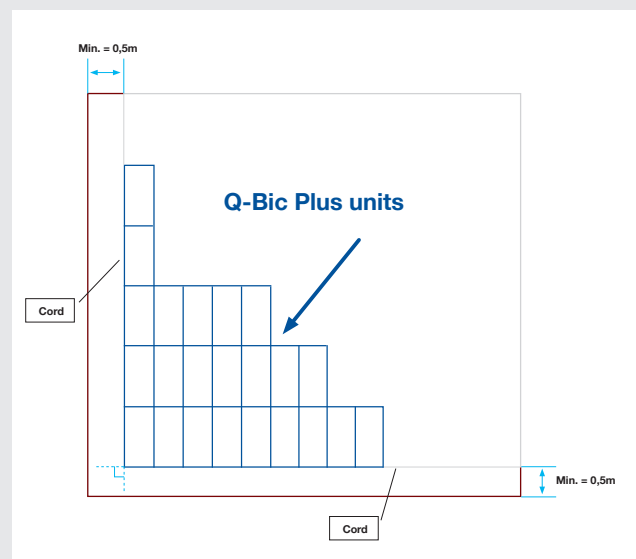 Min. = 0,5m
Q-Bic Plus units
Cord
Min. = 0,5m
Cord